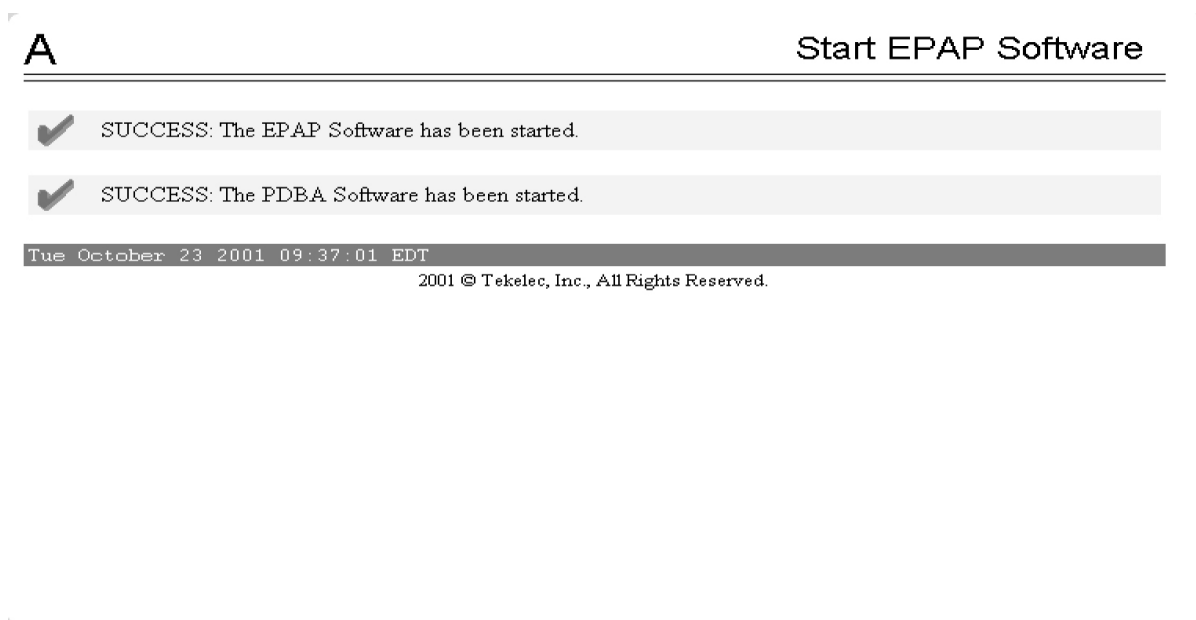 A
Start EPAP Software
SUCCESS: The EPAP Software has been started.
SUCCESS: The PDBA Software has been started.
Tue October 23 2001 09:37:01 EDT
2001 © Tekelec, Inc., All Rights Reserved.